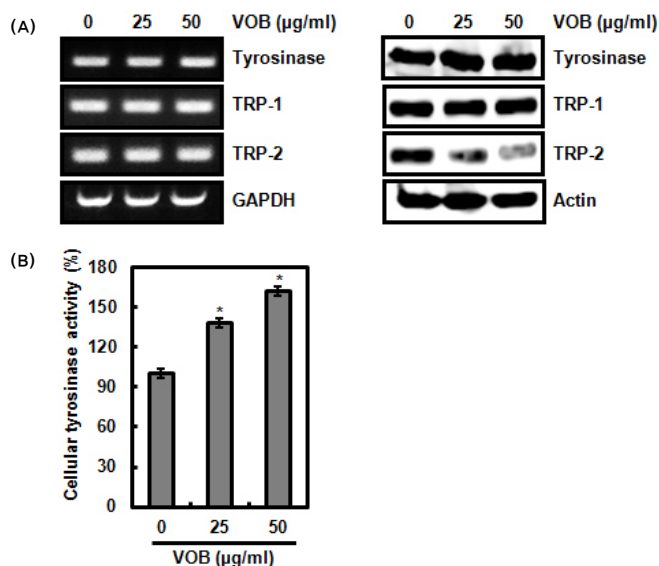 (A)
0 25 50 VOB (µg/ml)
Tyrosinase
TRP-1
TRP-2
GAPDH
0 25 50 VOB (µg/ml)
Tyrosinase
TRP-1
TRP-2
Actin
(B)
Cellular tyrosinase activity (%)
180
150
120
90
60
30
0
*
*
0 25 50
VOB (µg/ml)